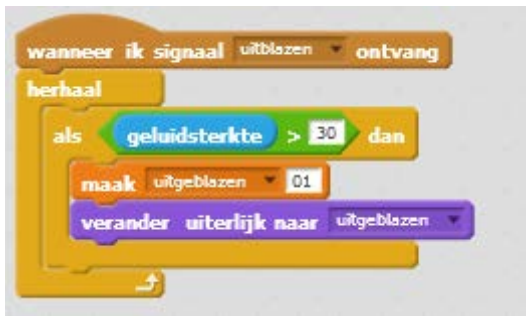 wanneer ik signaal uitblazen ontvang
herhaal
als geluidsterkte > 30 dan
maak uitgeblazen 01
verander uiterlijk naar uitgeblazen